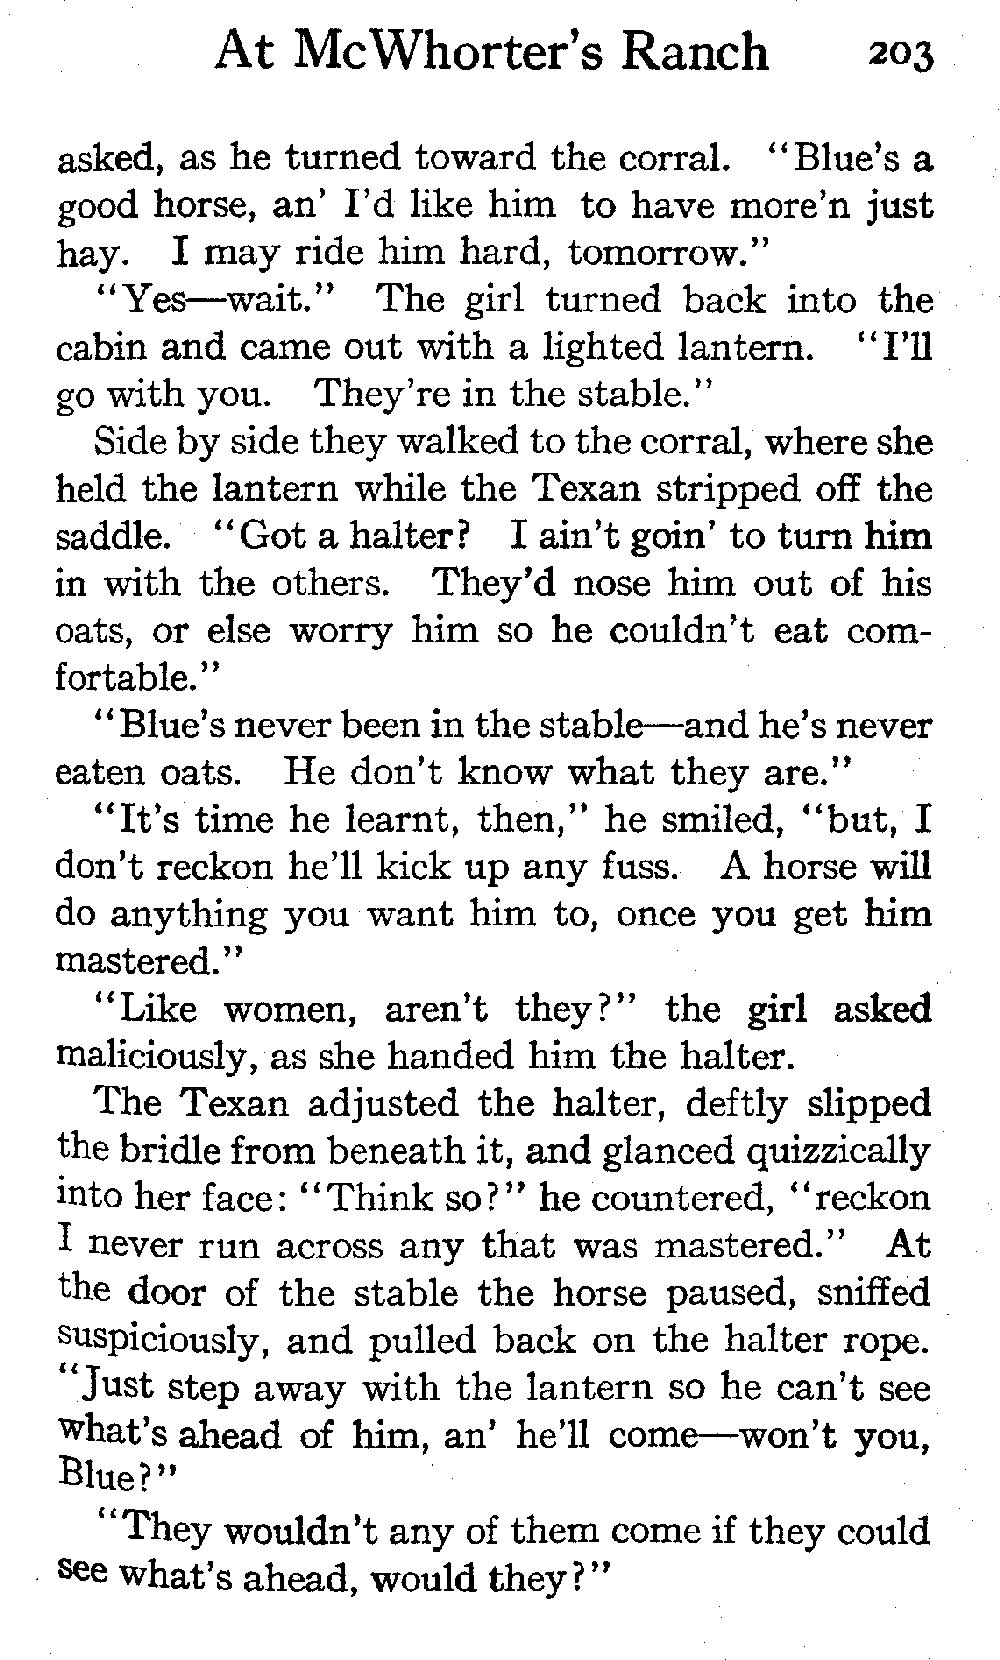 At McWhorter's Ranch 203
asked, as he turned toward the corral. "Blue's a
good horse, an' I'd like him to have more'n just
hay. I may ride him hard, tomorrow."
"Yes—wait." The girl turned back into the
cabin and came out with a lighted lantern. "I'll
go with you. They're in the stable."
Side by side they walked to the corral, where she
held the lantern while the Texan stripped off the
saddle. "Got a halter? I ain't goin' to turn him
in with the others. They'd nose him out of his
oats, or else worry him so he couldn't eat com-
fortable."
"Blue's never been in the stable—and he's never
eaten oats. He don't know what they are."
"It's time he learnt, then," he smiled, "but, I
don't reckon he'll kick up any fuss. A horse will
do anything you want him to, once you get him
mastered."
"Like women, aren't they?" the girl asked
maliciously, as she handed him the halter.
The Texan adjusted the halter, deftly slipped
the bridle from beneath it, and glanced quizzically
into her face: "Think so?" he countered, "reckon
I never run across any that was mastered." At
the door of the stable the horse paused, sniffed
suspiciously, and pulled back on the halter rope.
"Just step away with the lantern so he can't see
what's ahead of him, an' he'll come—won't you,
Blue?"
"They wouldn't any of them come if they could
see what's ahead, would they?"